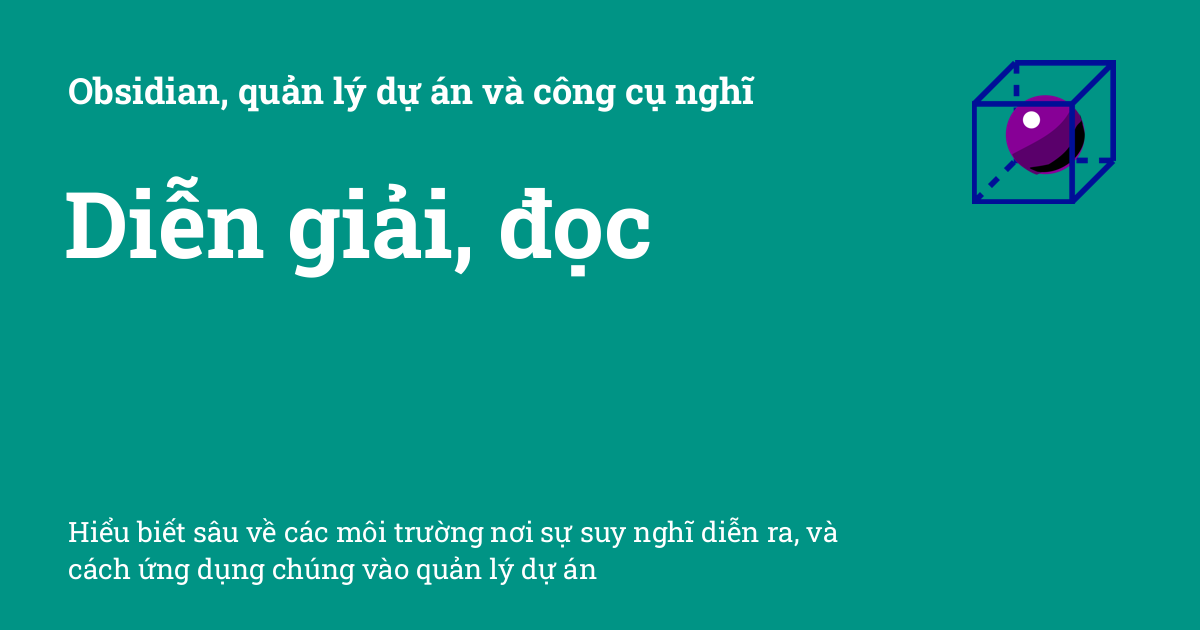 Obsidian, quản lý dự án và công cụ nghĩ
Diễn giải, đọc
Hiểu biết sâu về các môi trường nơi sự suy nghĩ diễn ra, và
cách ứng dụng chúng vào quản lý dự án